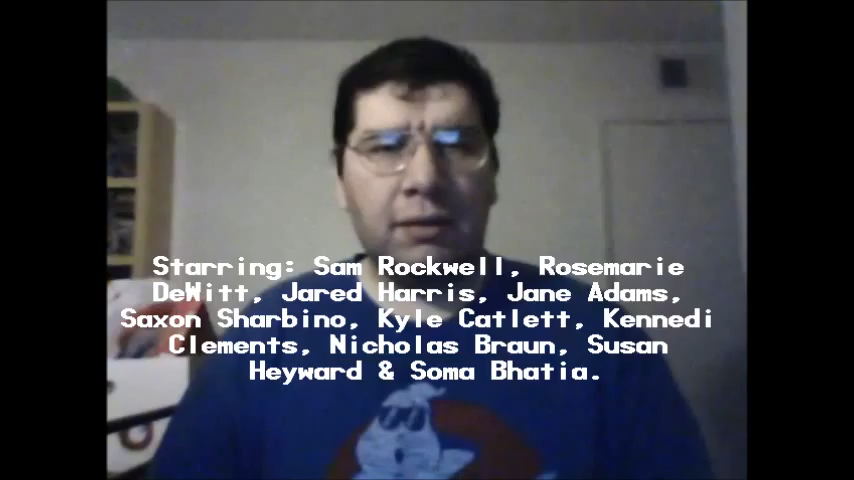 Starring: Sam Rockwell, Rosemarie
DeWitt, Jared Harris, Jane Adams,
Saxon Sharbino, Kyle Catlett, Kennedi
Clements, Nicholas Braun, Susan
Heyward & Soma Bhatia.